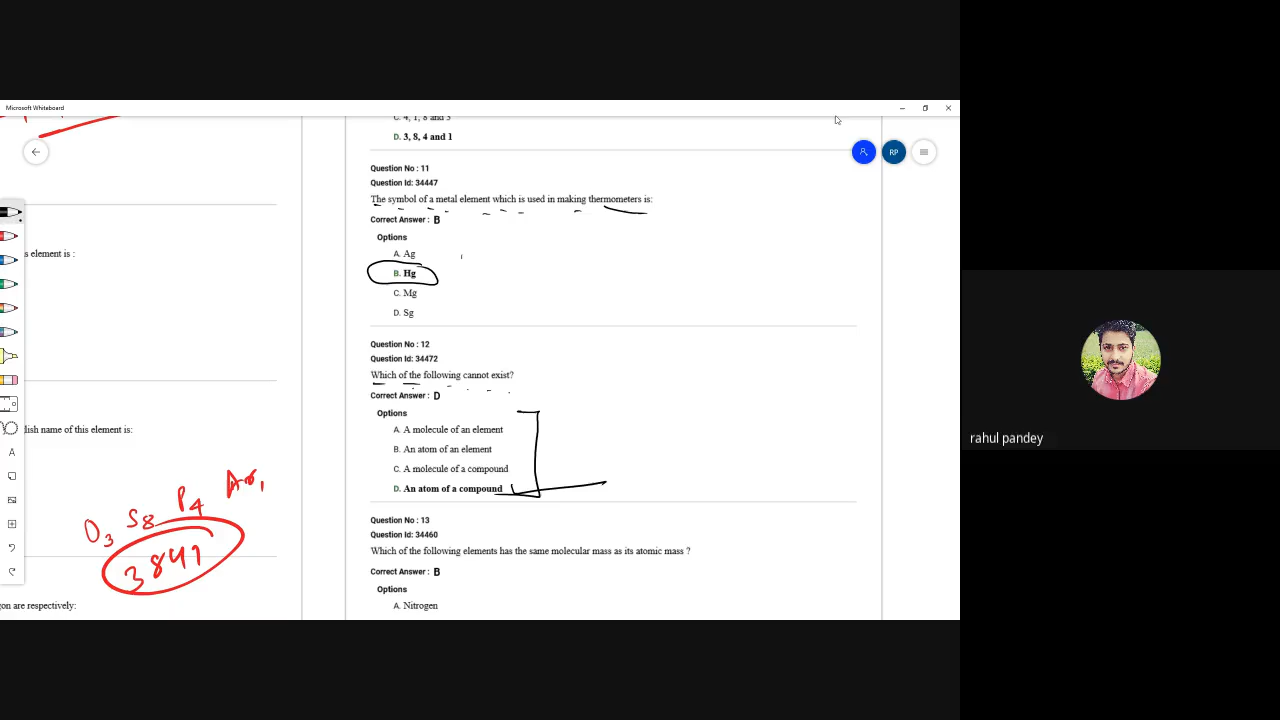 Microsoft Whiteboard
C. 4, 1, 8 and 3
D. 3, 8, 4 and 1
RP
Question No : 11
Question Id: 34447
The symbol of a metal element which is used in making thermometers is:
Correct Answer : B
Options
A. Ag
B. Hg
C. Mg
D. Sg
s element is :
Question No : 12
Question Id: 34472
Which of the following cannot exist?
Correct Answer : D
Options
A. A molecule of an element
B. An atom of an element
C. A molecule of a compound
D. An atom of a compound
lish name of this element is:
A
O3 S8 P4 Ar1
3841
Question No : 13
Question Id: 34460
Which of the following elements has the same molecular mass as its atomic mass ?
Correct Answer : B
Options
A. Nitrogen
gon are respectively:
rahul pandey